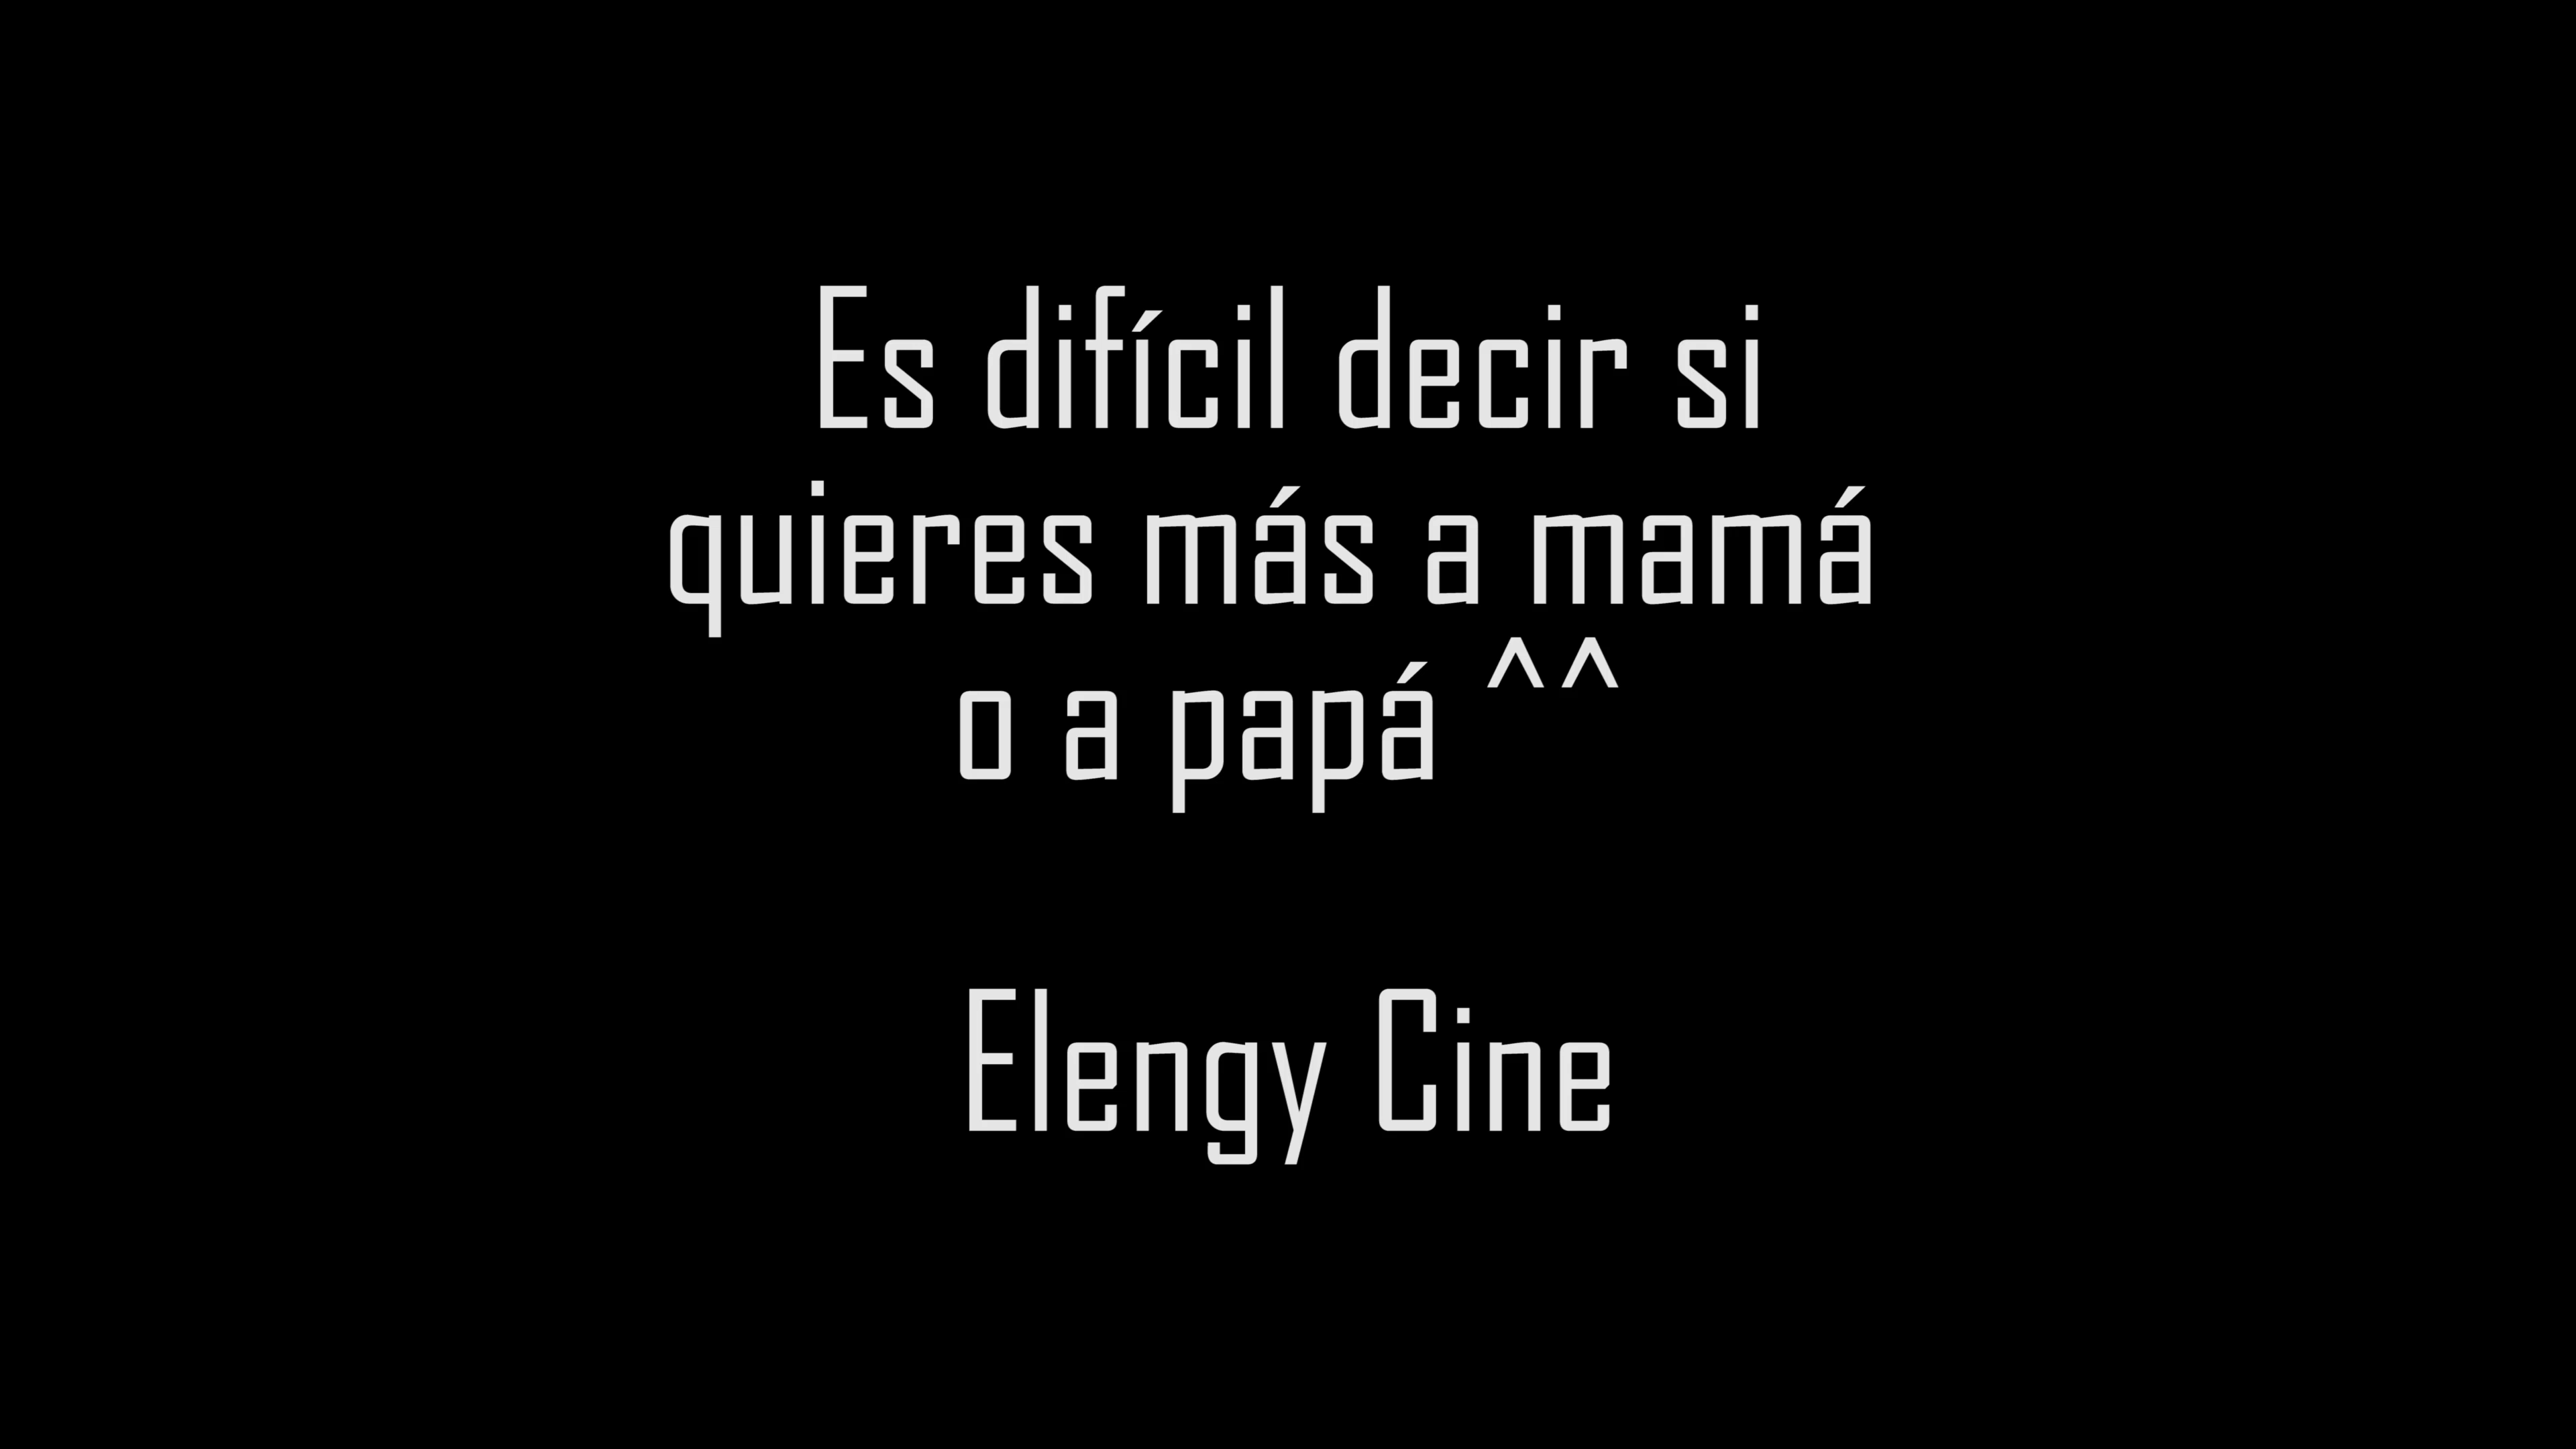 Es difícil decir si
quieres más a mamá
o a papá ^^
Elengy Cine